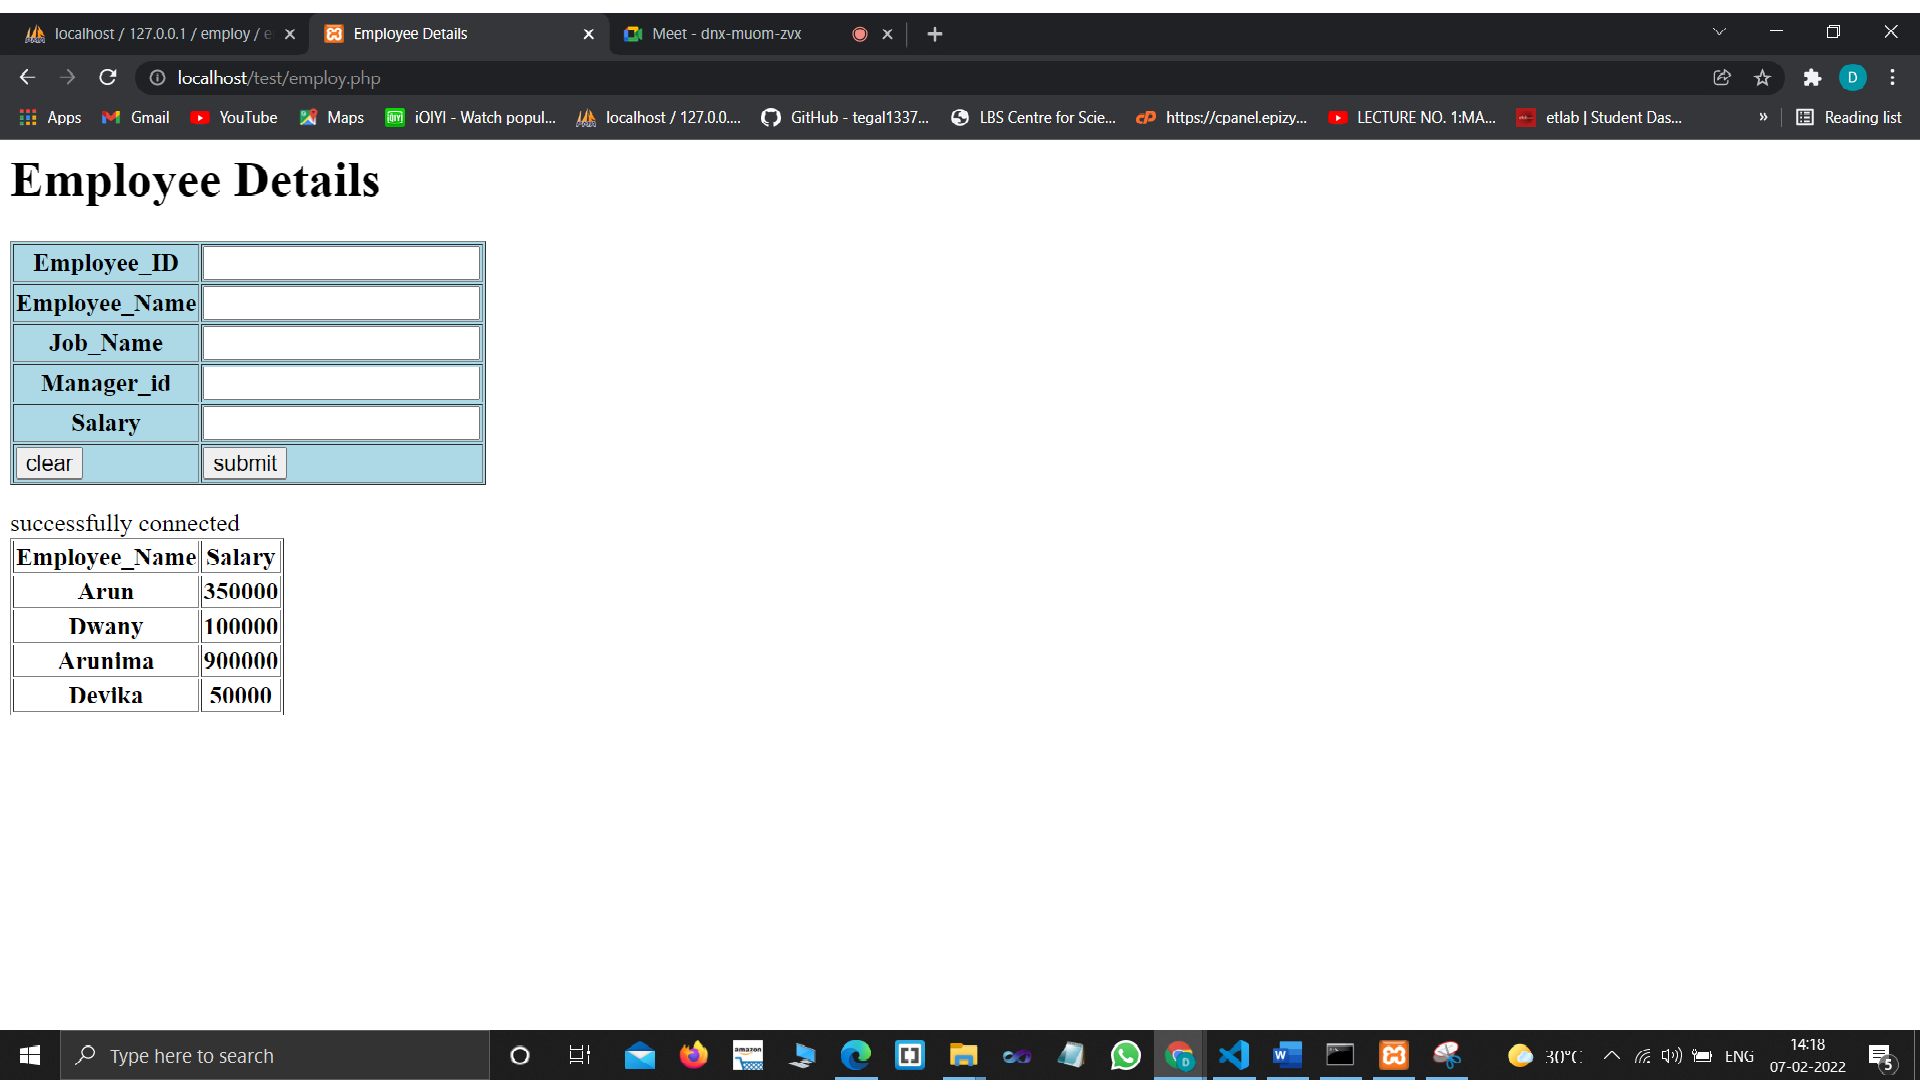 localhost / 127.0.0.1 / employ / e
Employee Details
Meet - dnx-muom-zvx
localhost/test/employ.php
D
Apps
Gmail
YouTube
Maps
iQIYI - Watch popul...
localhost / 127.0.0....
GitHub - tegal1337...
LBS Centre for Scie...
https://cpanel.epizy...
LECTURE NO. 1:MA...
etlab | Student Das...
»
Reading list
Employee Details
Employee_ID
Employee_Name
Job_Name
Manager_id
Salary
clear submit
successfully connected
Employee_Name Salary
Arun 350000
Dwany 100000
Arunima 900000
Devika 50000
Type here to search
amazon
30°C
ENG
14:18
07-02-2022
5